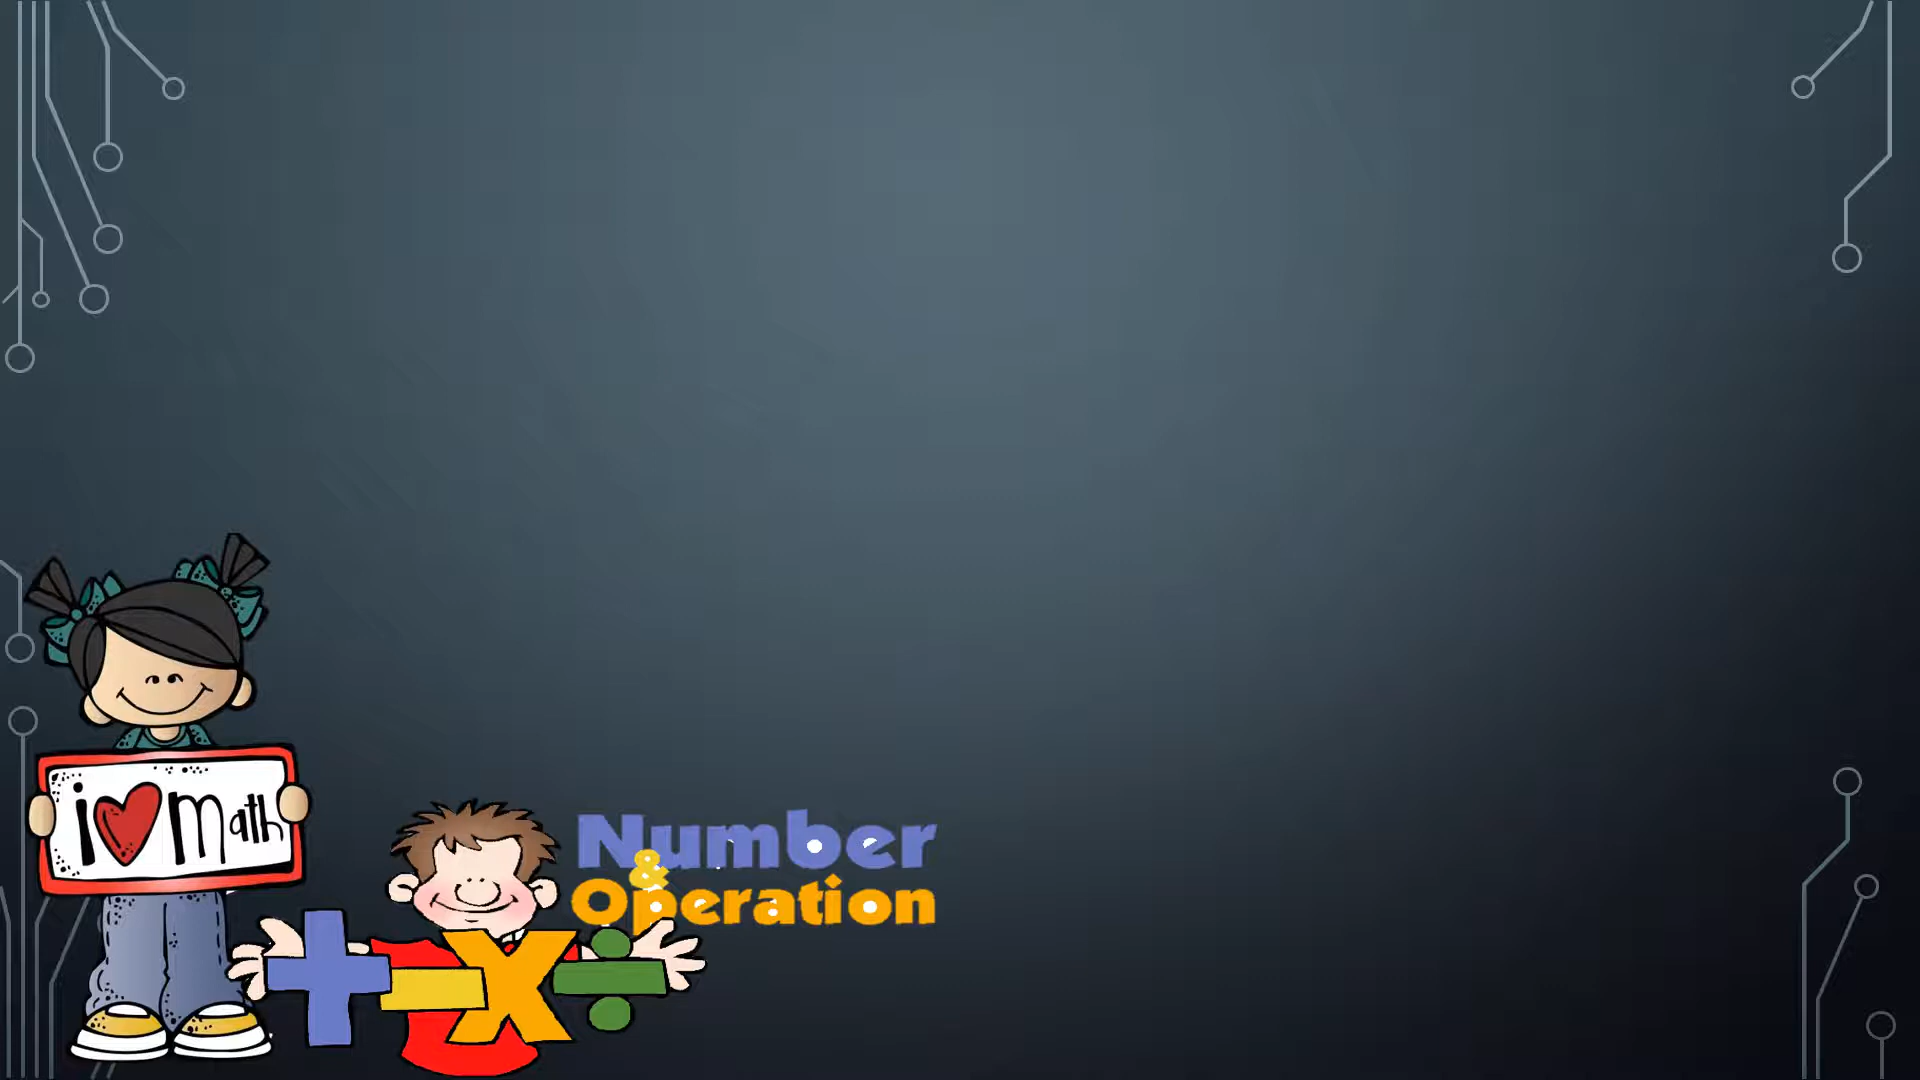 i ♥ math
Number
&
Operation
+ - x ÷